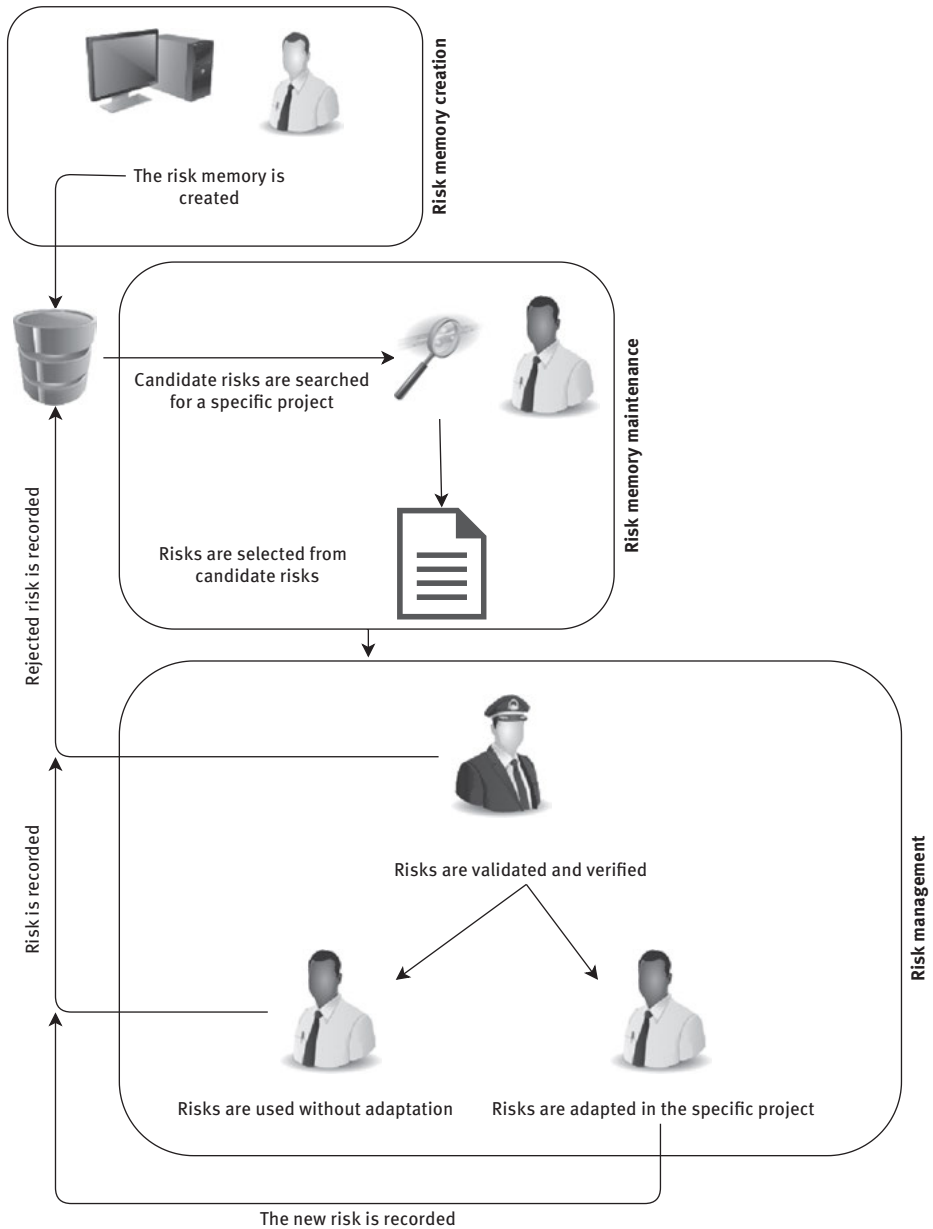 Risk memory creation
The risk memory is
created
Candidate risks are searched
for a specific project
Risk memory maintenance
Risks are selected from
candidate risks
Rejected risk is recorded
Risks are validated and verified
Risk is recorded
Risk management
Risks are used without adaptation
Risks are adapted in the specific project
The new risk is recorded